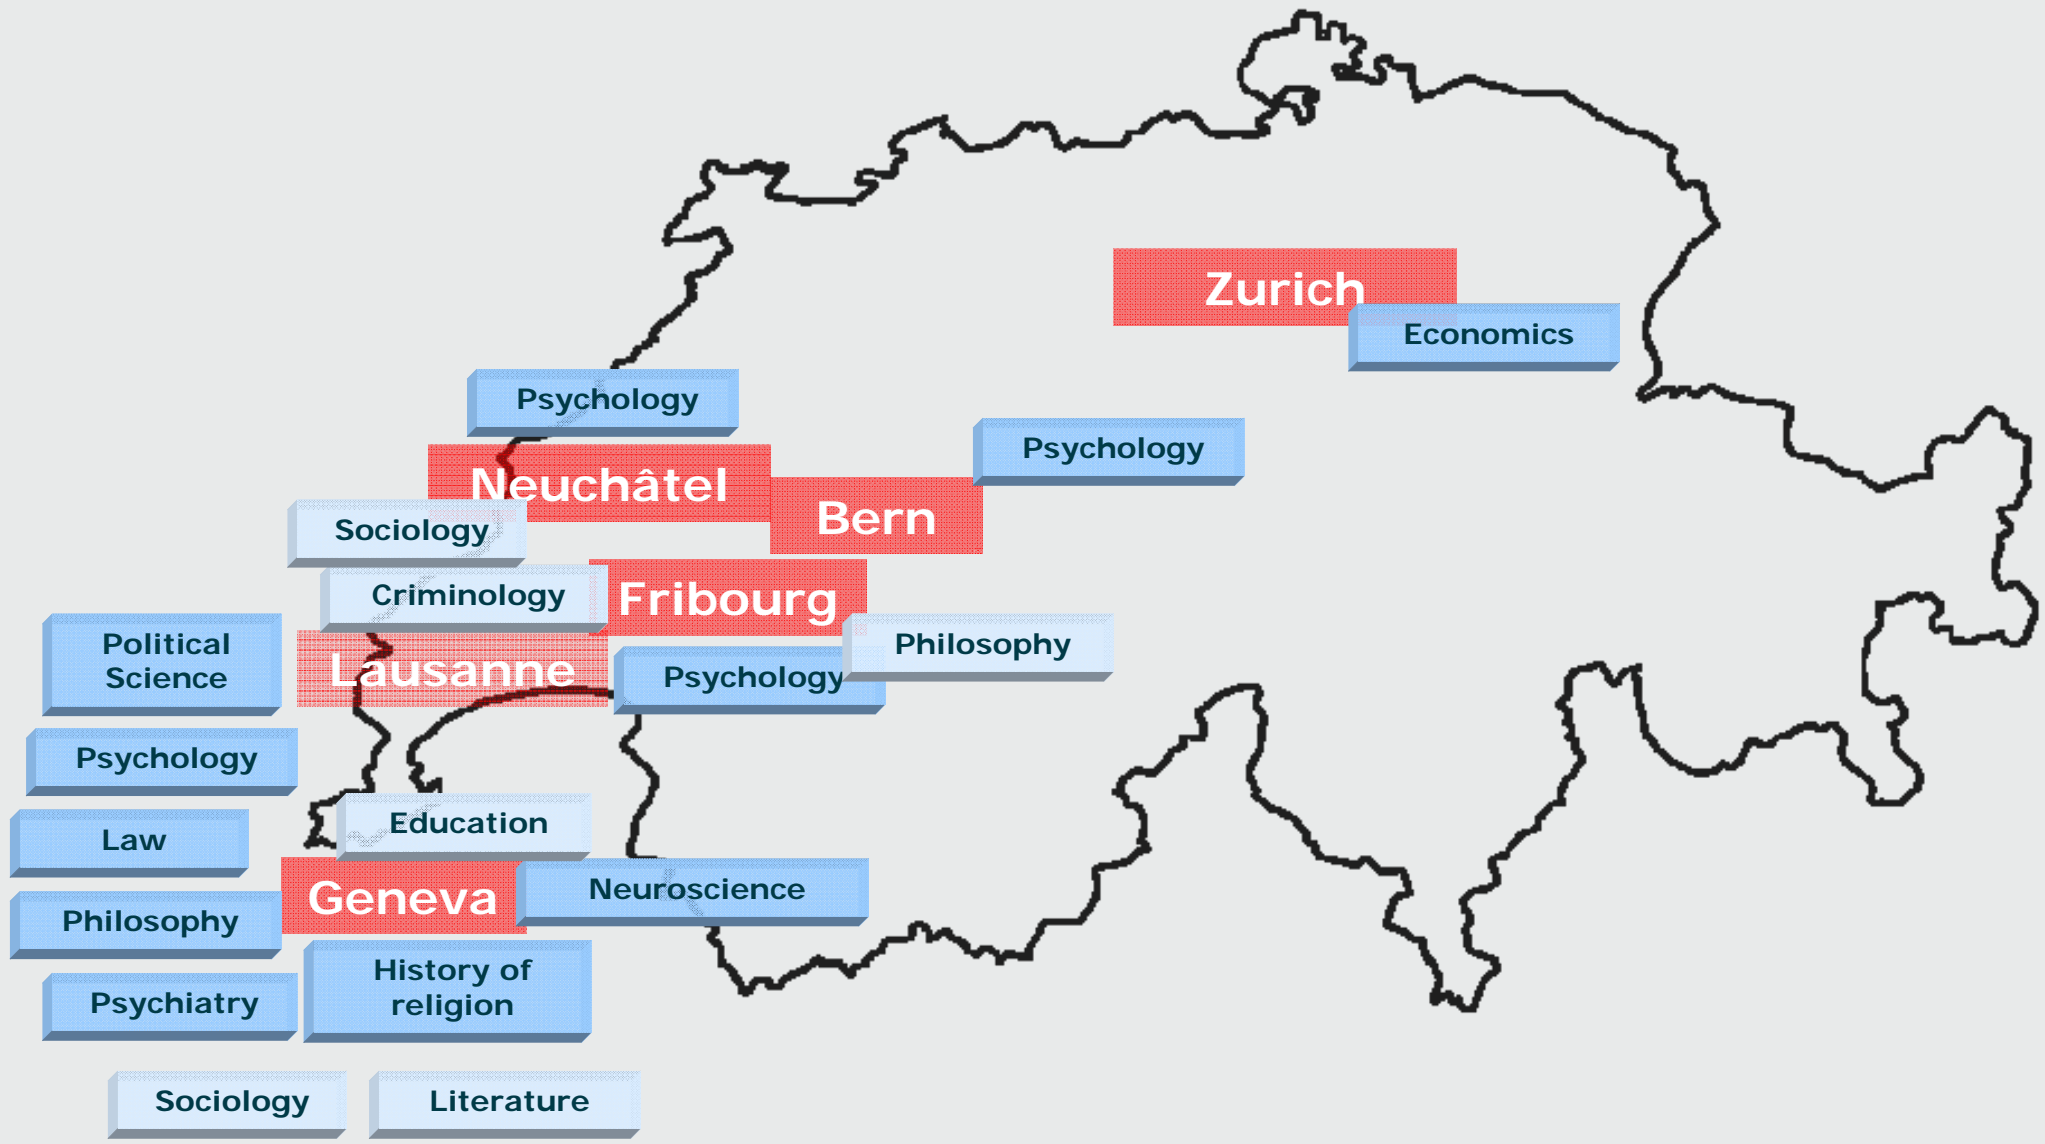 Zurich
Economics
Psychology
Psychology
Neuchâtel
Bern
Sociology
Criminology
Fribourg
Political
Science
Philosophy
Lausanne
Psychology
Psychology
Education
Law
Geneva
Neuroscience
Philosophy
History of
religion
Psychiatry
Sociology
Literature